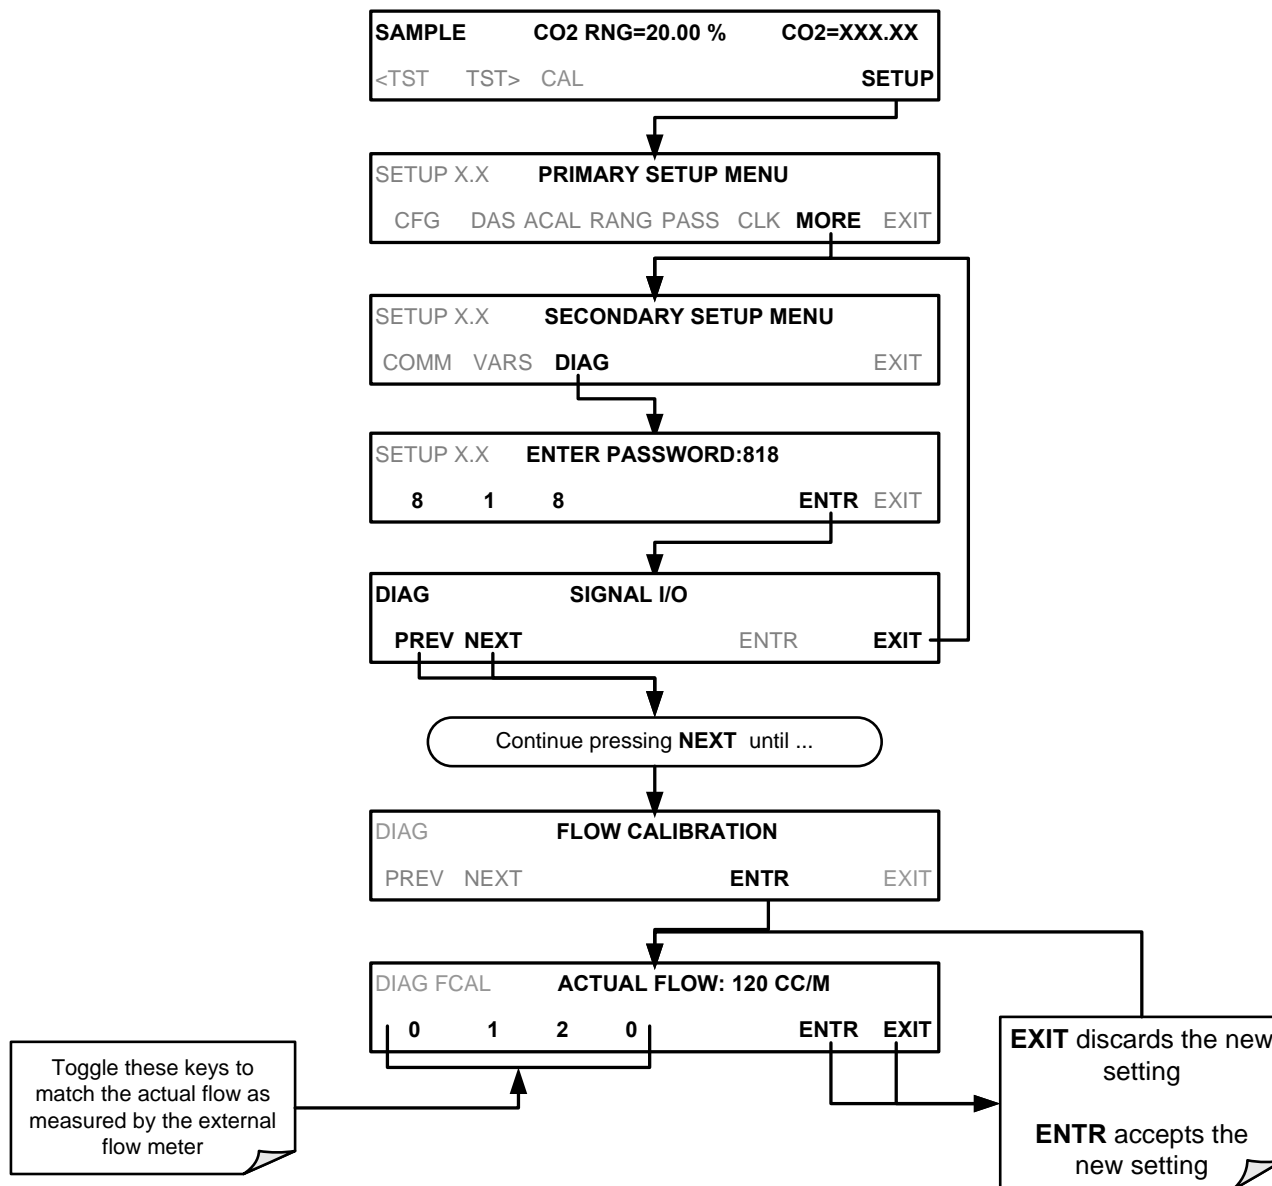 SAMPLE CO2 RNG=20.00 % CO2=XXX.XX
<TST TST> CAL SETUP
SETUP X.X PRIMARY SETUP MENU
CFG DAS ACAL RANG PASS CLK MORE EXIT
SETUP X.X SECONDARY SETUP MENU
COMM VARS DIAG EXIT
SETUP X.X ENTER PASSWORD:818
8 1 8 ENTR EXIT
DIAG SIGNAL I/O
PREV NEXT ENTR EXIT
Continue pressing NEXT until ...
DIAG FLOW CALIBRATION
PREV NEXT ENTR EXIT
DIAG FCAL ACTUAL FLOW: 120 CC/M
0 1 2 0 ENTR EXIT
Toggle these keys to
match the actual flow as
measured by the external
flow meter
EXIT discards the new
setting
ENTR accepts the
new setting